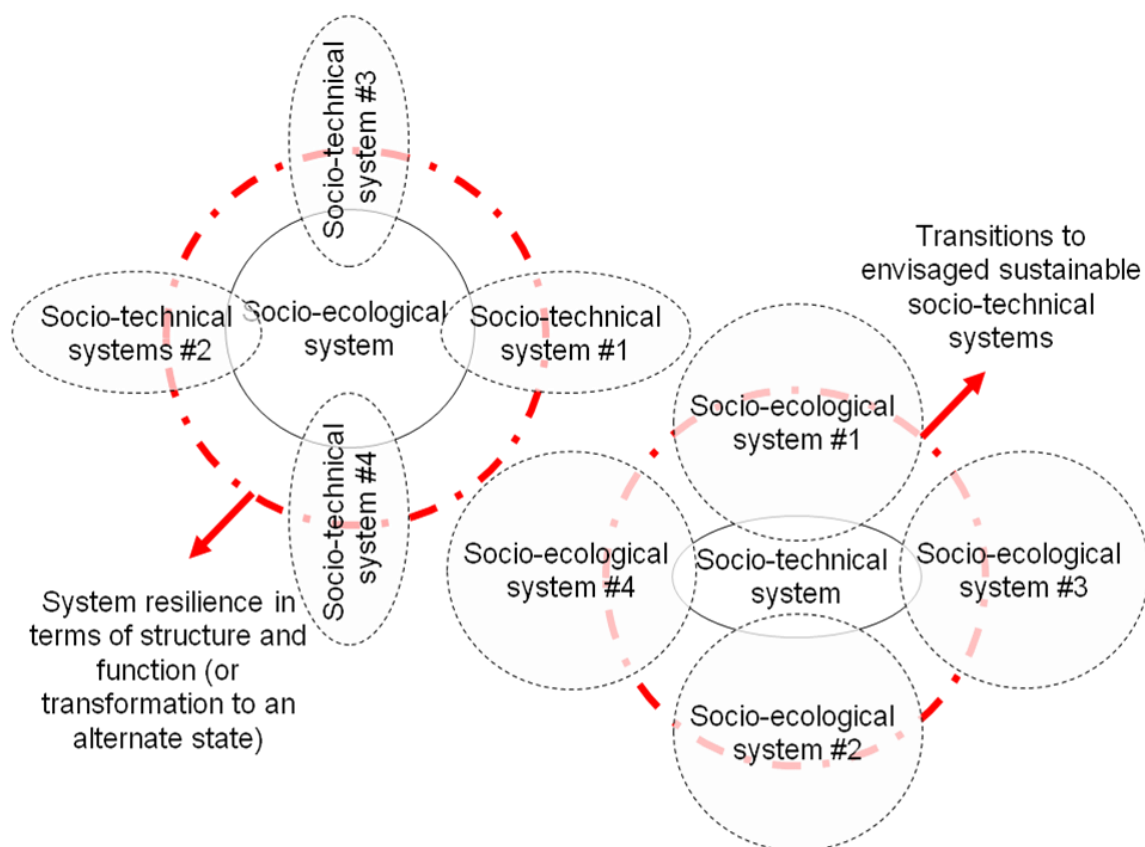 Socio-technical
system #3
Socio-technical
systems #2
Socio-ecological
system
Socio-technical
system #1
Socio-technical
system #4
System resilience in
terms of structure and
function (or
transformation to an
alternate state)
Transitions to
envisaged sustainable
socio-technical
systems
Socio-ecological
system #1
Socio-ecological
system #4
Socio-technical
system
Socio-ecological
system #3
Socio-ecological
system #2